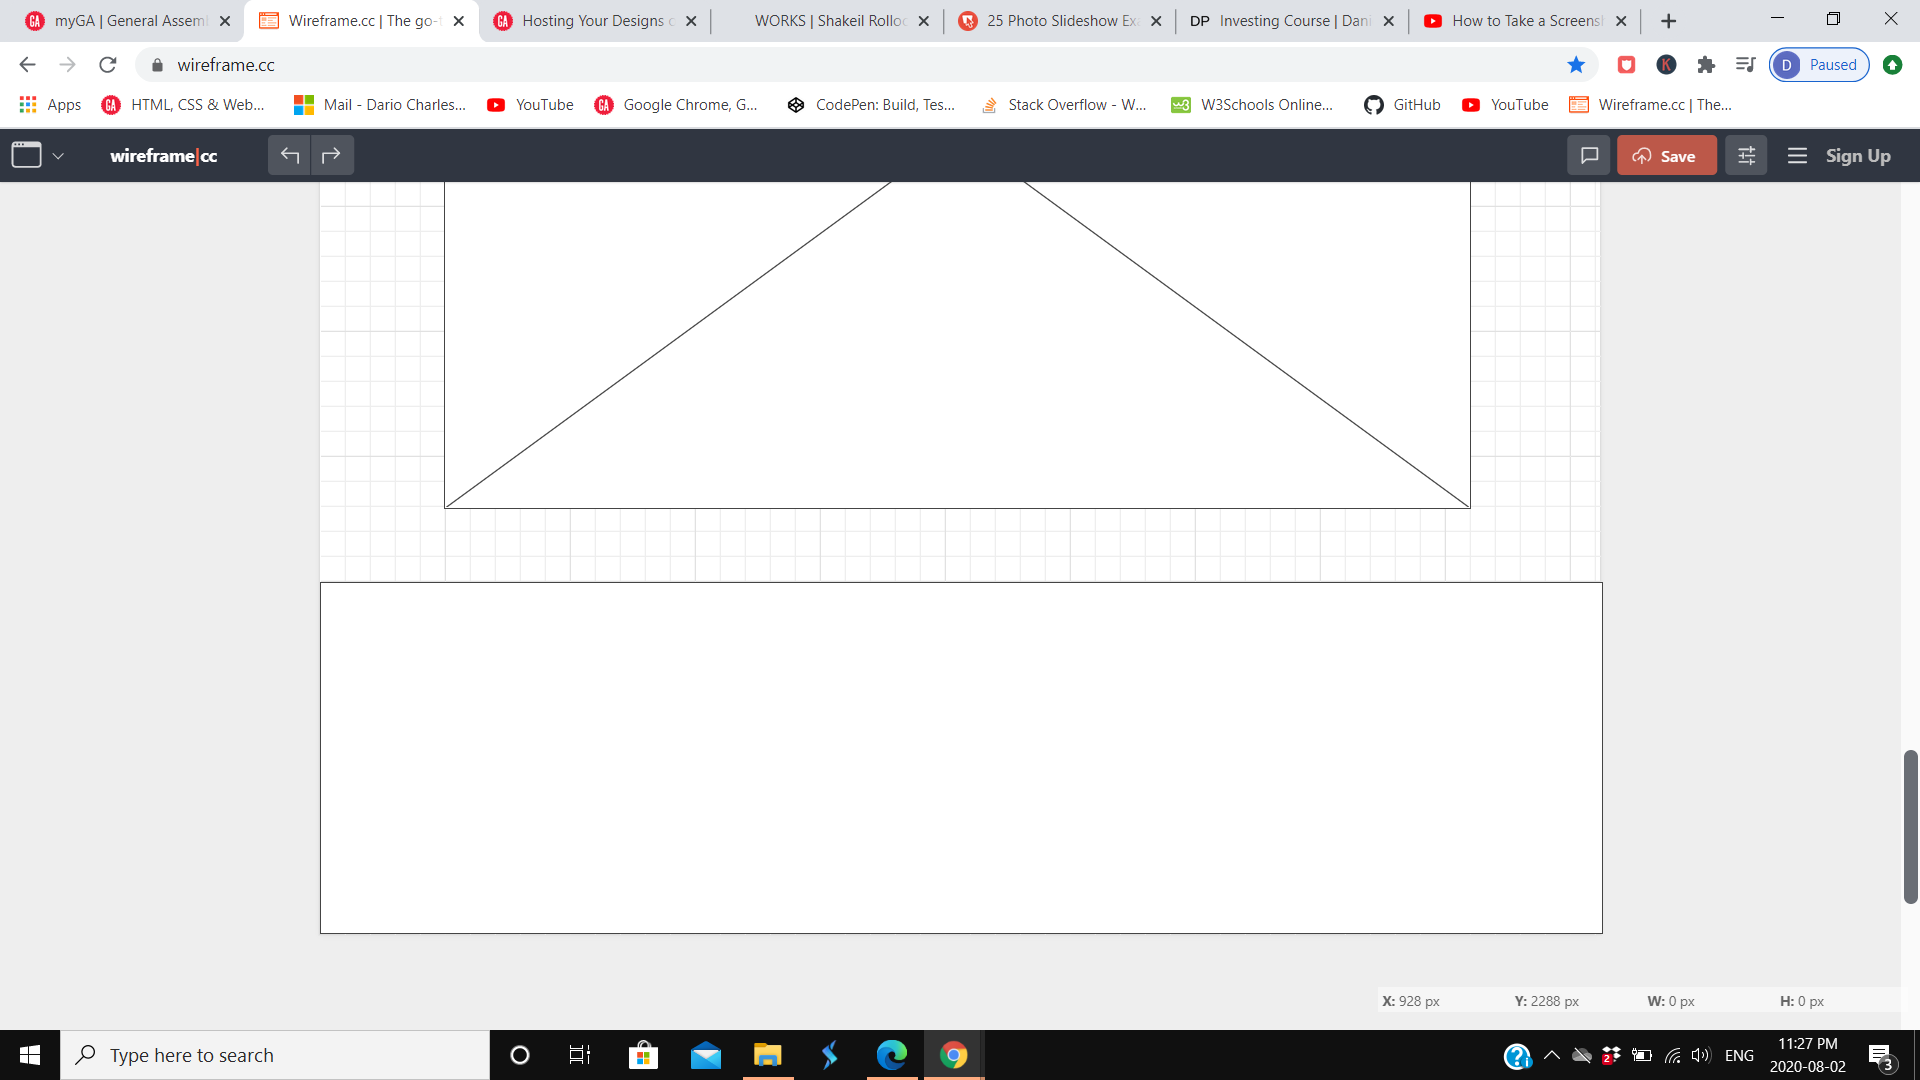 myGA | General Assem
Wireframe.cc | The go-t
Hosting Your Designs c
WORKS | Shakeil Rolloc
25 Photo Slideshow Ex
DP Investing Course | Dani
How to Take a Screens
wireframe.cc
D Paused
Apps
HTML, CSS & Web...
Mail - Dario Charles...
YouTube
Google Chrome, G...
CodePen: Build, Tes...
Stack Overflow - W...
W3Schools Online...
GitHub
YouTube
Wireframe.cc | The...
wireframe|cc
Save
Sign Up
X: 928 px
Y: 2288 px
W: 0 px
H: 0 px
Type here to search
2
ENG
11:27 PM
2020-08-02
3